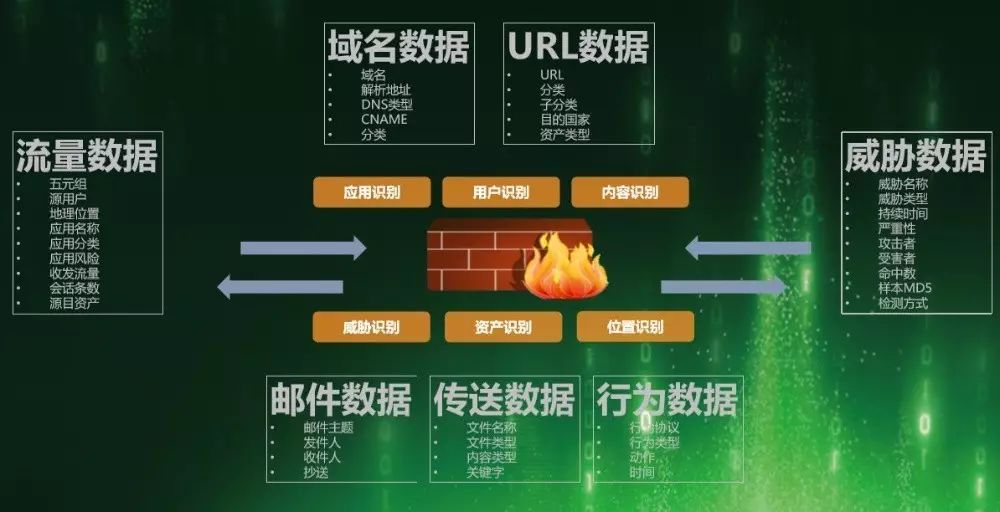 域名数据
域名
解析地址
DNS类型
CNAME
分类
URL数据
URL
分类
子分类
目的国家
资产类型
流量数据
五元组
源用户
地理位置
应用名称
应用分类
应用风险
收发流量
会话条数
源目资产
应用识别
用户识别
内容识别
威胁识别
资产识别
位置识别
威胁数据
威胁名称
威胁类型
持续时间
严重性
攻击者
受害者
命中数
样本MD5
检测方式
邮件数据
邮件主题
发件人
收件人
抄送
传送数据
文件名称
文件类型
内容类型
关键字
行为数据
行为协议
行为类型
动作
时间